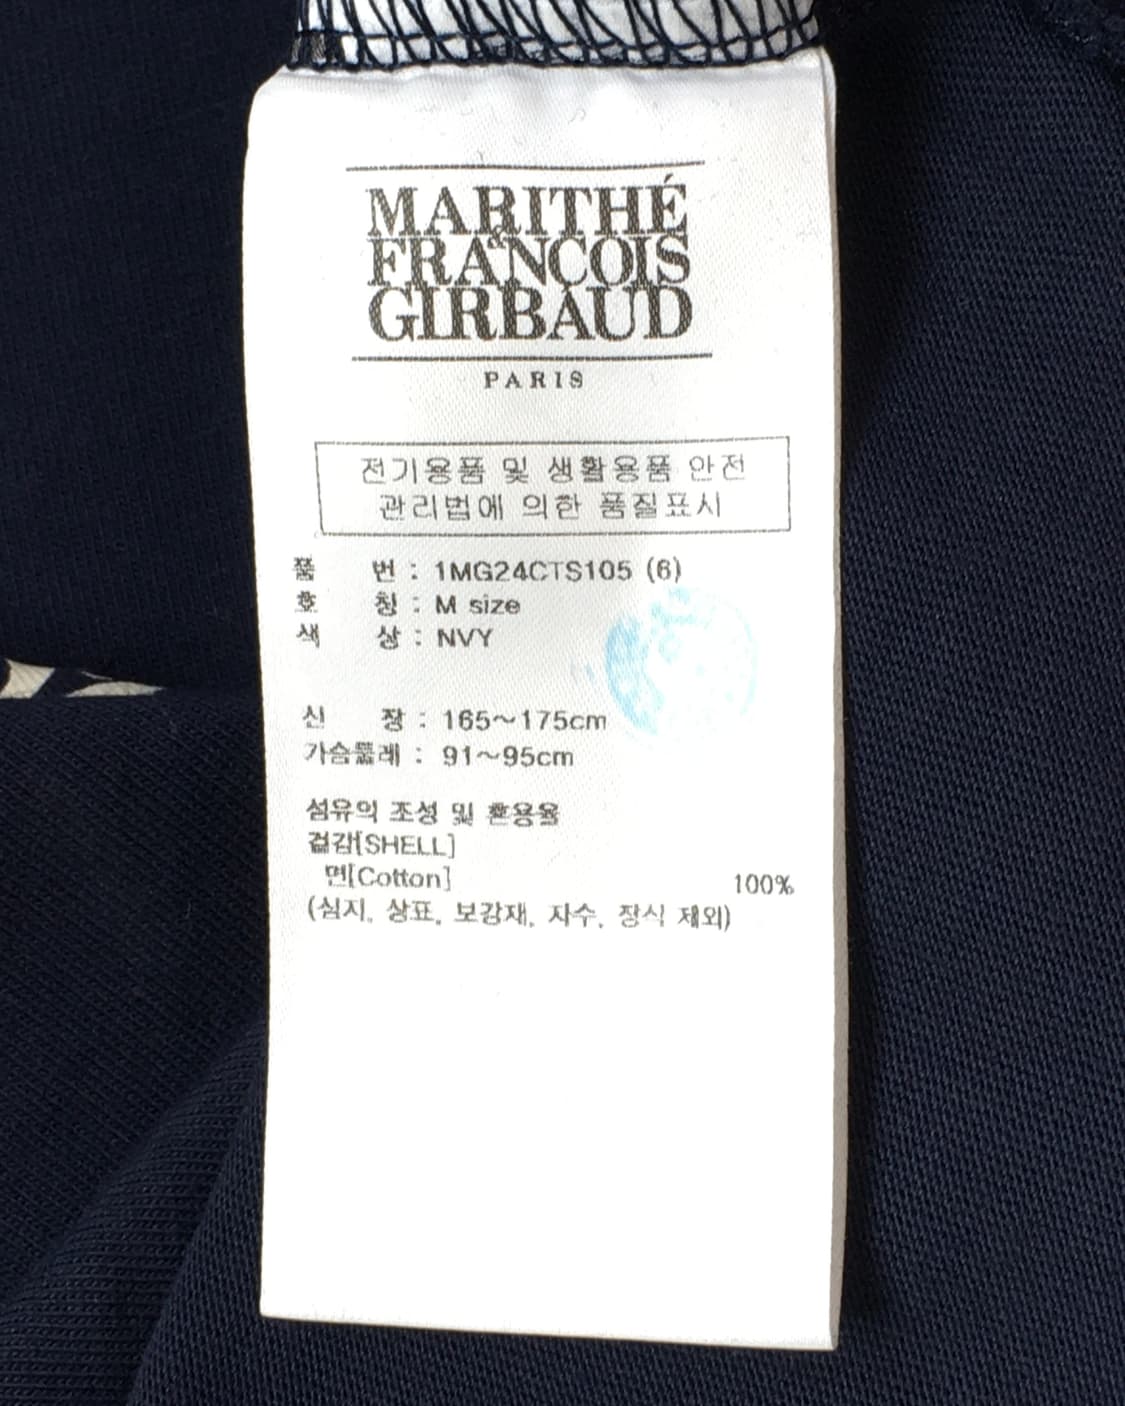 MARITHÉ
&
FRANÇOIS
GIRBAUD
PARIS
전기용품 및 생활용품 안전
관리법에 의한 품질표시
품 번 : 1MG24CTS105 (6)
호 칭 : M size
색 상 : NVY
신 장 : 165~175cm
가슴둘레 : 91~95cm
섬유의 조성 및 혼용율
겉감[SHELL]
면[Cotton] 100%
(심지, 상표, 보강재, 자수, 장식 제외)